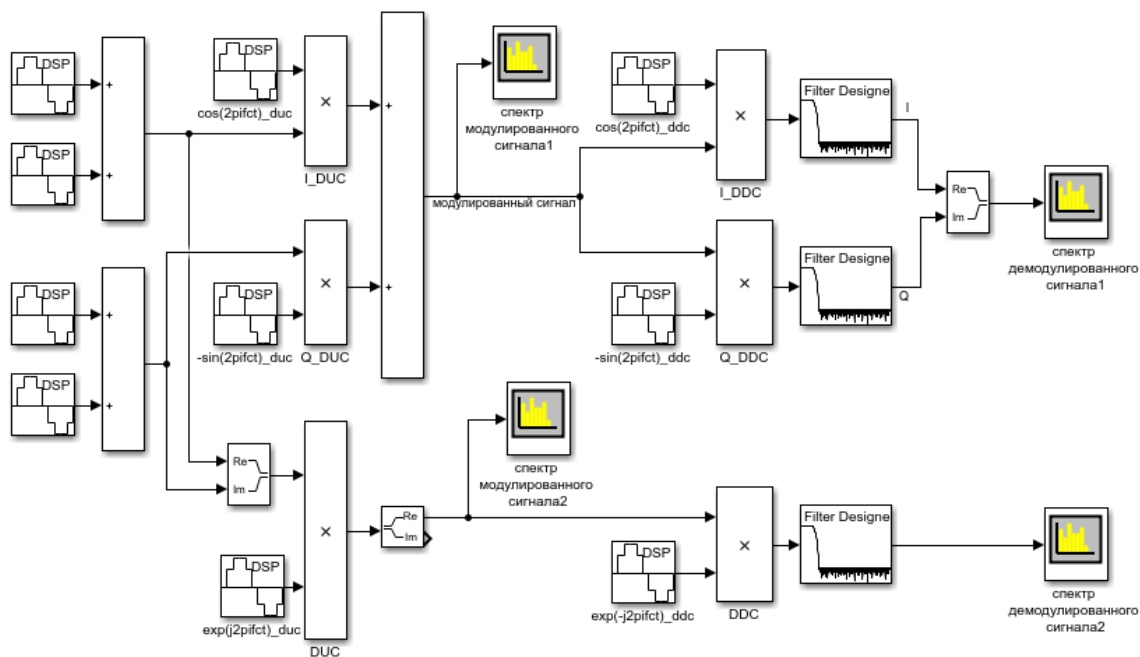 DSP
DSP
DSP
DSP
+
+
+
+
DSP
cos(2pifct)_duc
×
I_DUC
DSP
-sin(2pifct)_duc
×
Q_DUC
+
+
спектр
модулированного
сигнала1
модулированный сигнал
DSP
cos(2pifct)_ddc
×
I_DDC
Filter Designe
I
DSP
-sin(2pifct)_ddc
×
Q_DDC
Filter Designe
Q
Re
Im
спектр
демодулированного
сигнала1
Re
Im
DSP
exp(j2pifct)_duc
×
DUC
Re
Im
спектр
модулированного
сигнала2
DSP
exp(-j2pifct)_ddc
×
DDC
Filter Designe
спектр
демодулированного
сигнала2